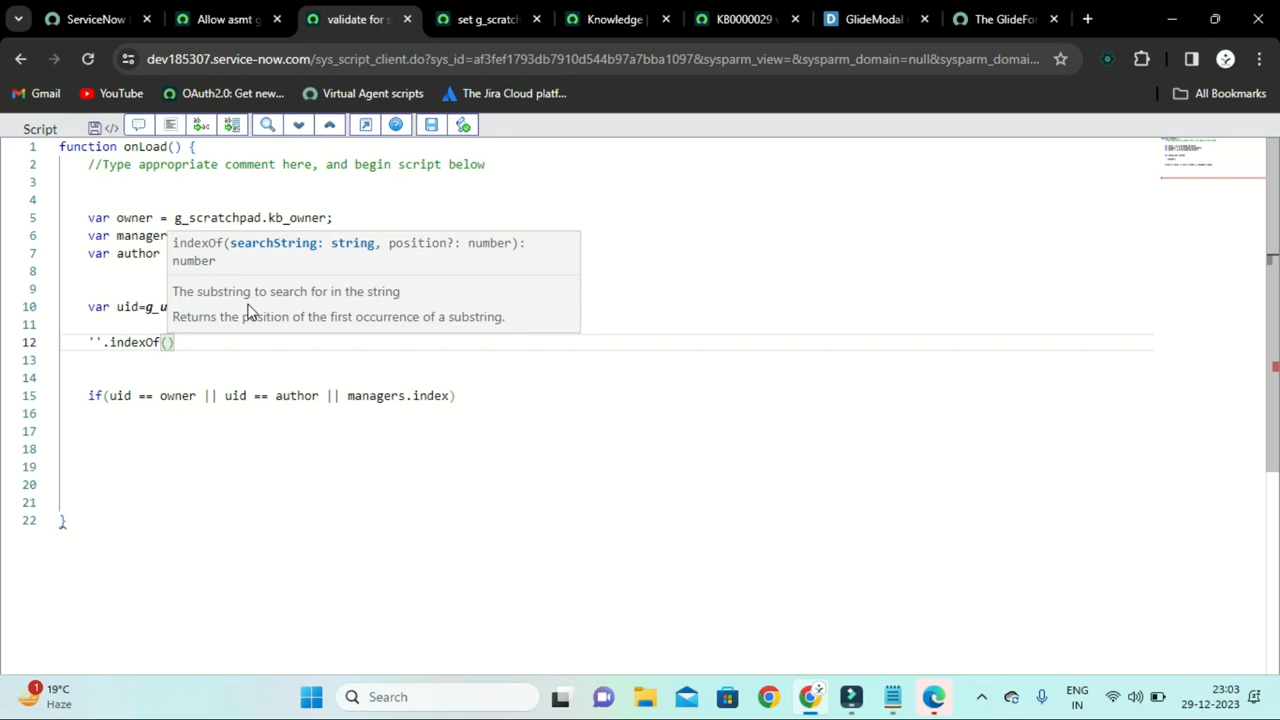 ServiceNow
Allow asmt g
validate for s
set g_scratch
Knowledge
KB0000029
GlideModal
The GlideFo
dev185307.service-now.com/sys_script_client.do?sys_id=af3fef1793db7910d544b97a7bba1097&sysparm_view=&sysparm_domain=null&sysparm_domai...
Gmail
YouTube
OAuth2.0: Get new...
Virtual Agent scripts
The Jira Cloud platf...
All Bookmarks
Script
1 function onLoad() {
2 //Type appropriate comment here, and begin script below
3
4
5 var owner = g_scratchpad.kb_owner;
6 var manager
7 var author
8
9
10 var uid=g_u
11
12 ''.indexOf()
13
14
15 if(uid == owner || uid == author || managers.index)
16
17
18
19
20
21
22 }
indexOf(searchString: string, position?: number):
number
The substring to search for in the string
Returns the position of the first occurrence of a substring.
1
19°C
Haze
Search
ENG
IN
23:03
29-12-2023